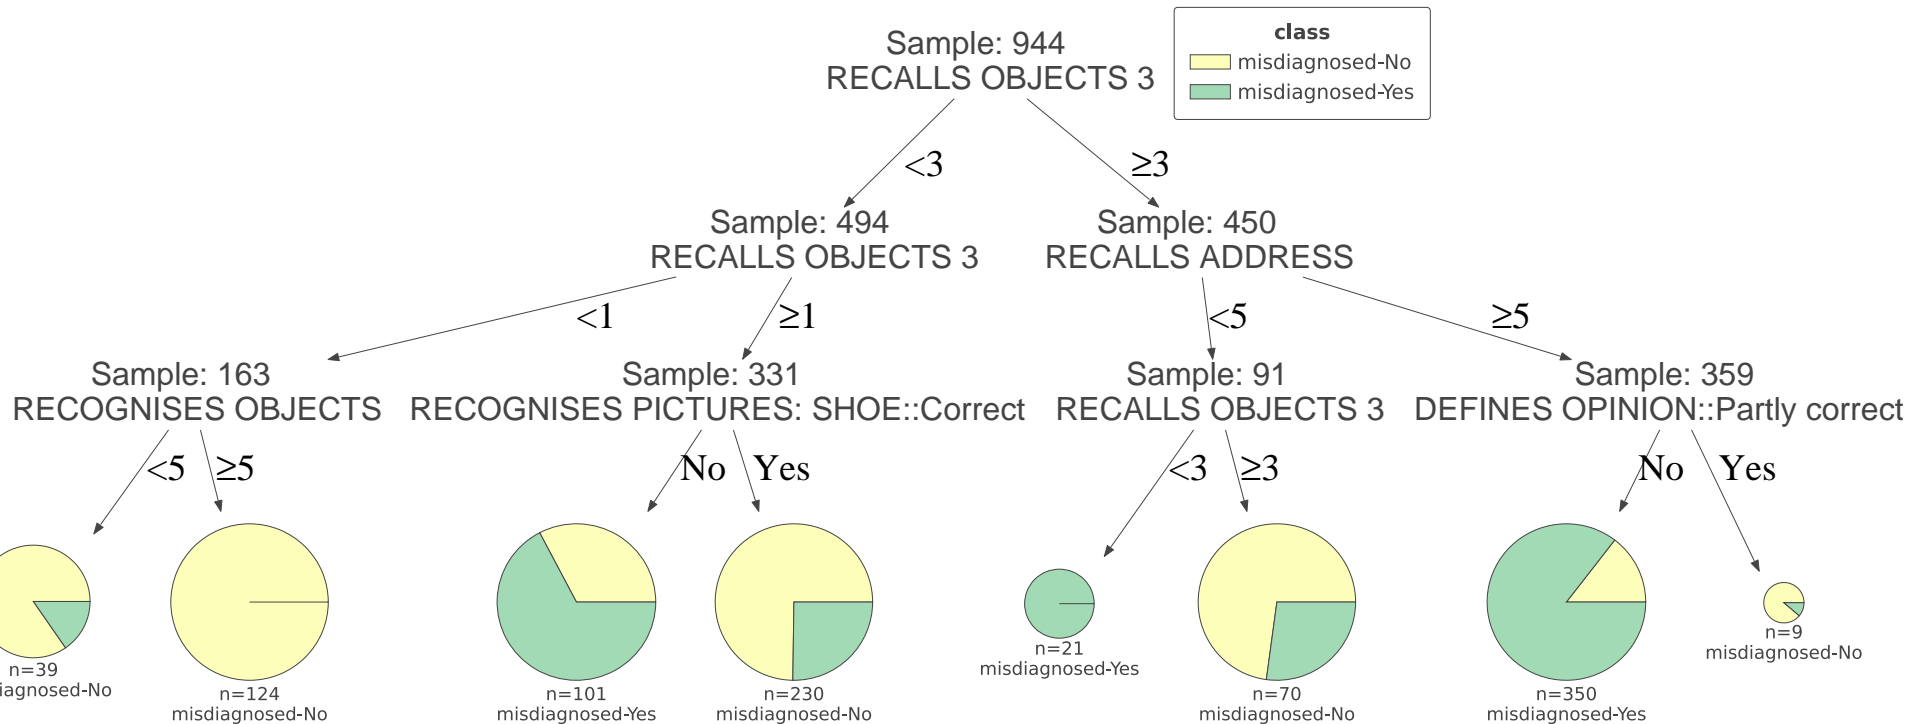 Sample: 944
RECALLS OBJECTS 3
class
misdiagnosed-No
misdiagnosed-Yes
<3
≥3
Sample: 494
RECALLS OBJECTS 3
Sample: 450
RECALLS ADDRESS
<1
≥1
<5
≥5
Sample: 163
RECOGNISES OBJECTS
Sample: 331
RECOGNISES PICTURES: SHOE::Correct
Sample: 91
RECALLS OBJECTS 3
Sample: 359
DEFINES OPINION::Partly correct
<5
≥5
No
Yes
<3
≥3
No
Yes
n=39
iagnosed-No
n=124
misdiagnosed-No
n=101
misdiagnosed-Yes
n=230
misdiagnosed-No
n=21
misdiagnosed-Yes
n=70
misdiagnosed-No
n=350
misdiagnosed-Yes
n=9
misdiagnosed-No